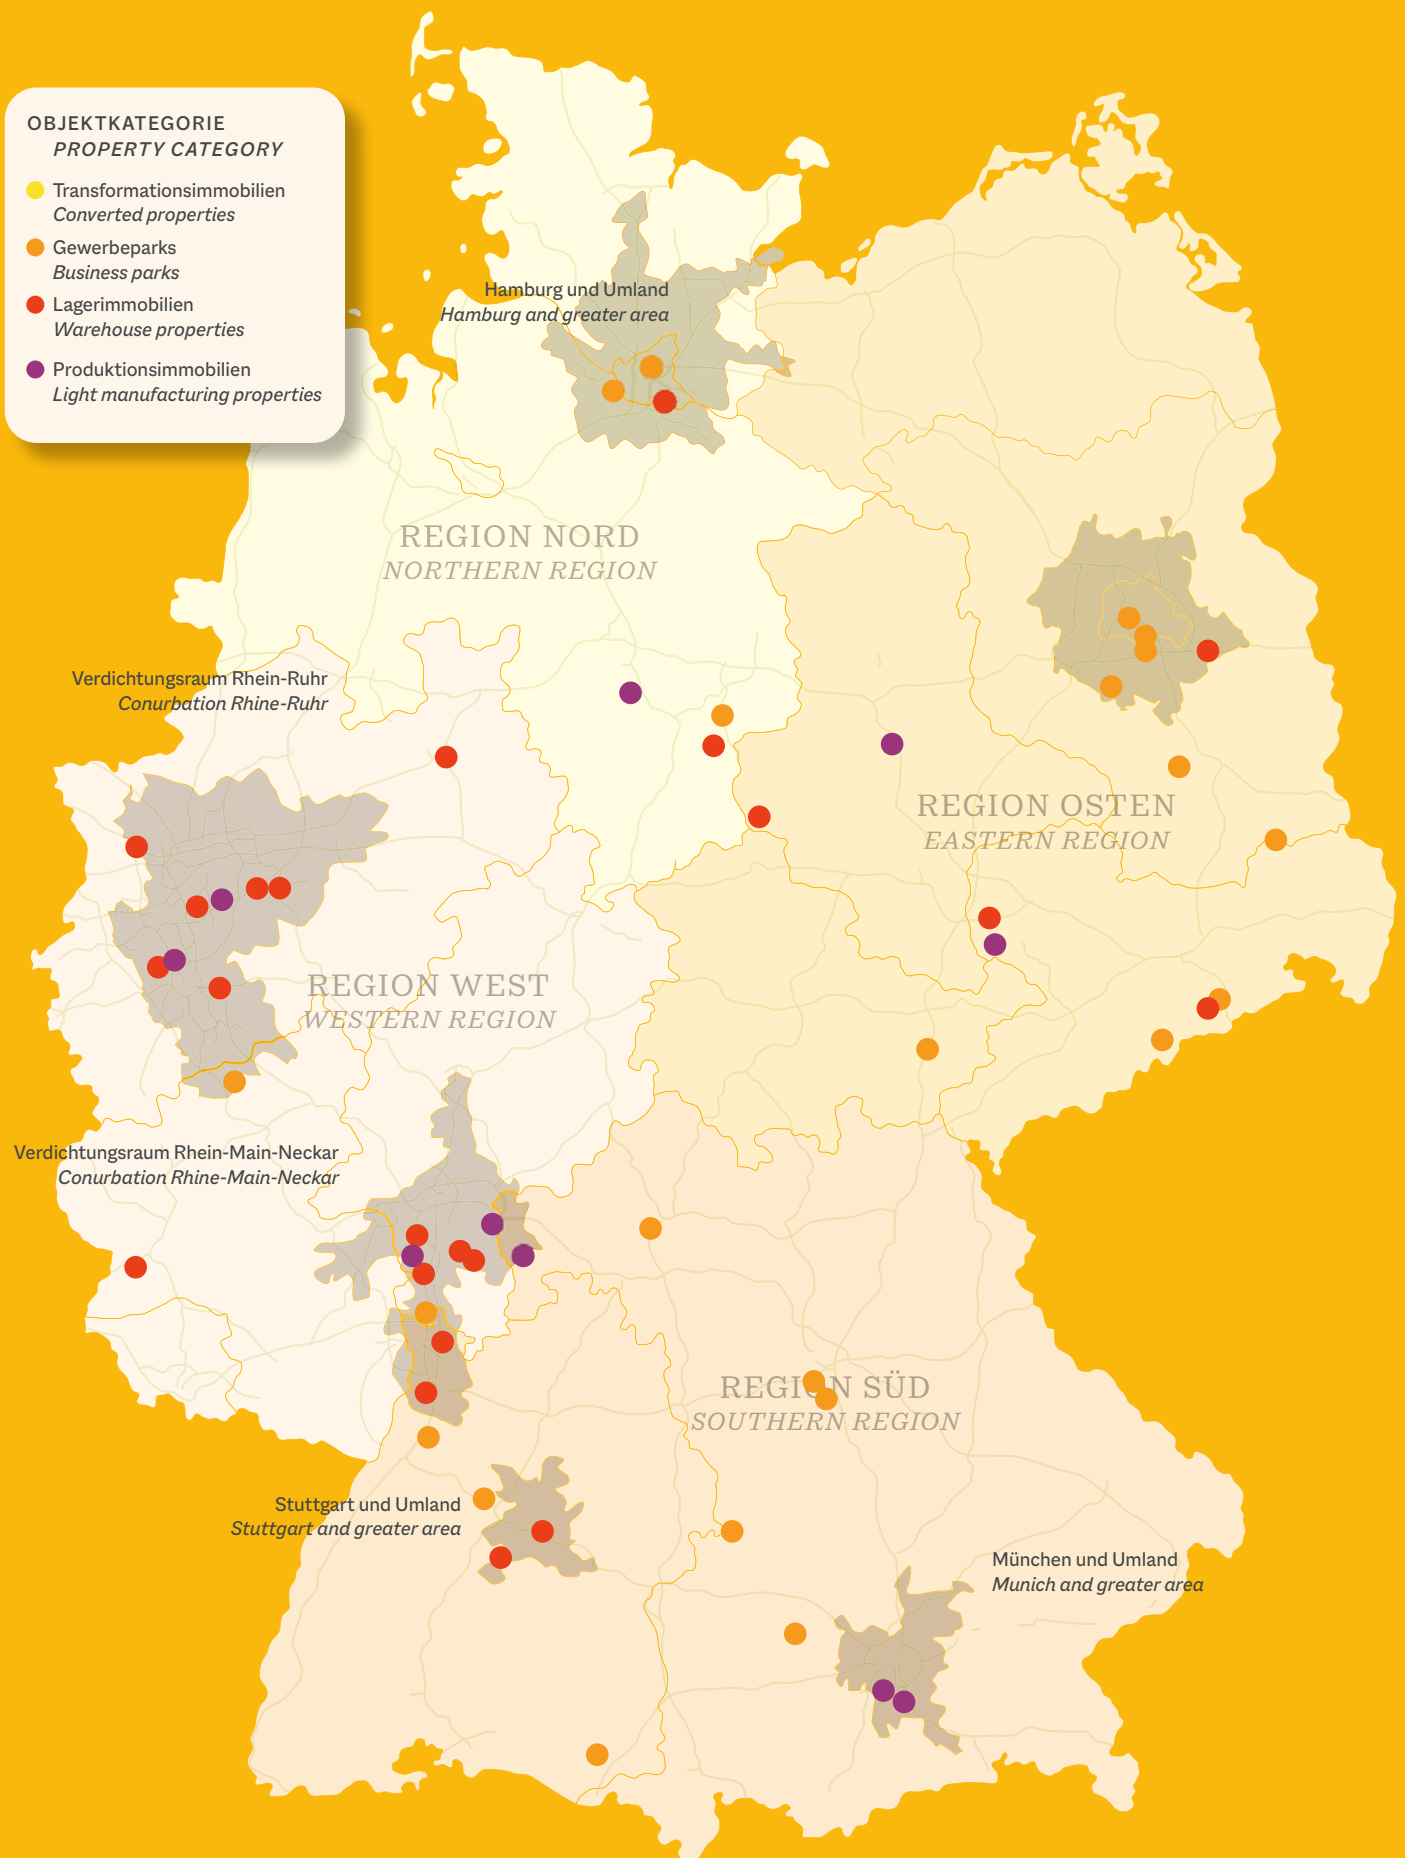 OBJEKTKATEGORIE
PROPERTY CATEGORY
Transformationsimmobilien
Converted properties
Gewerbeparks
Business parks
Lagerimmobilien
Warehouse properties
Produktionsimmobilien
Light manufacturing properties
Hamburg und Umland
Hamburg and greater area
REGION NORD
NORTHERN REGION
Verdichtungsraum Rhein-Ruhr
Conurbation Rhine-Ruhr
REGION OSTEN
EASTERN REGION
REGION WEST
WESTERN REGION
Verdichtungsraum Rhein-Main-Neckar
Conurbation Rhine-Main-Neckar
REGION SÜD
SOUTHERN REGION
Stuttgart und Umland
Stuttgart and greater area
München und Umland
Munich and greater area